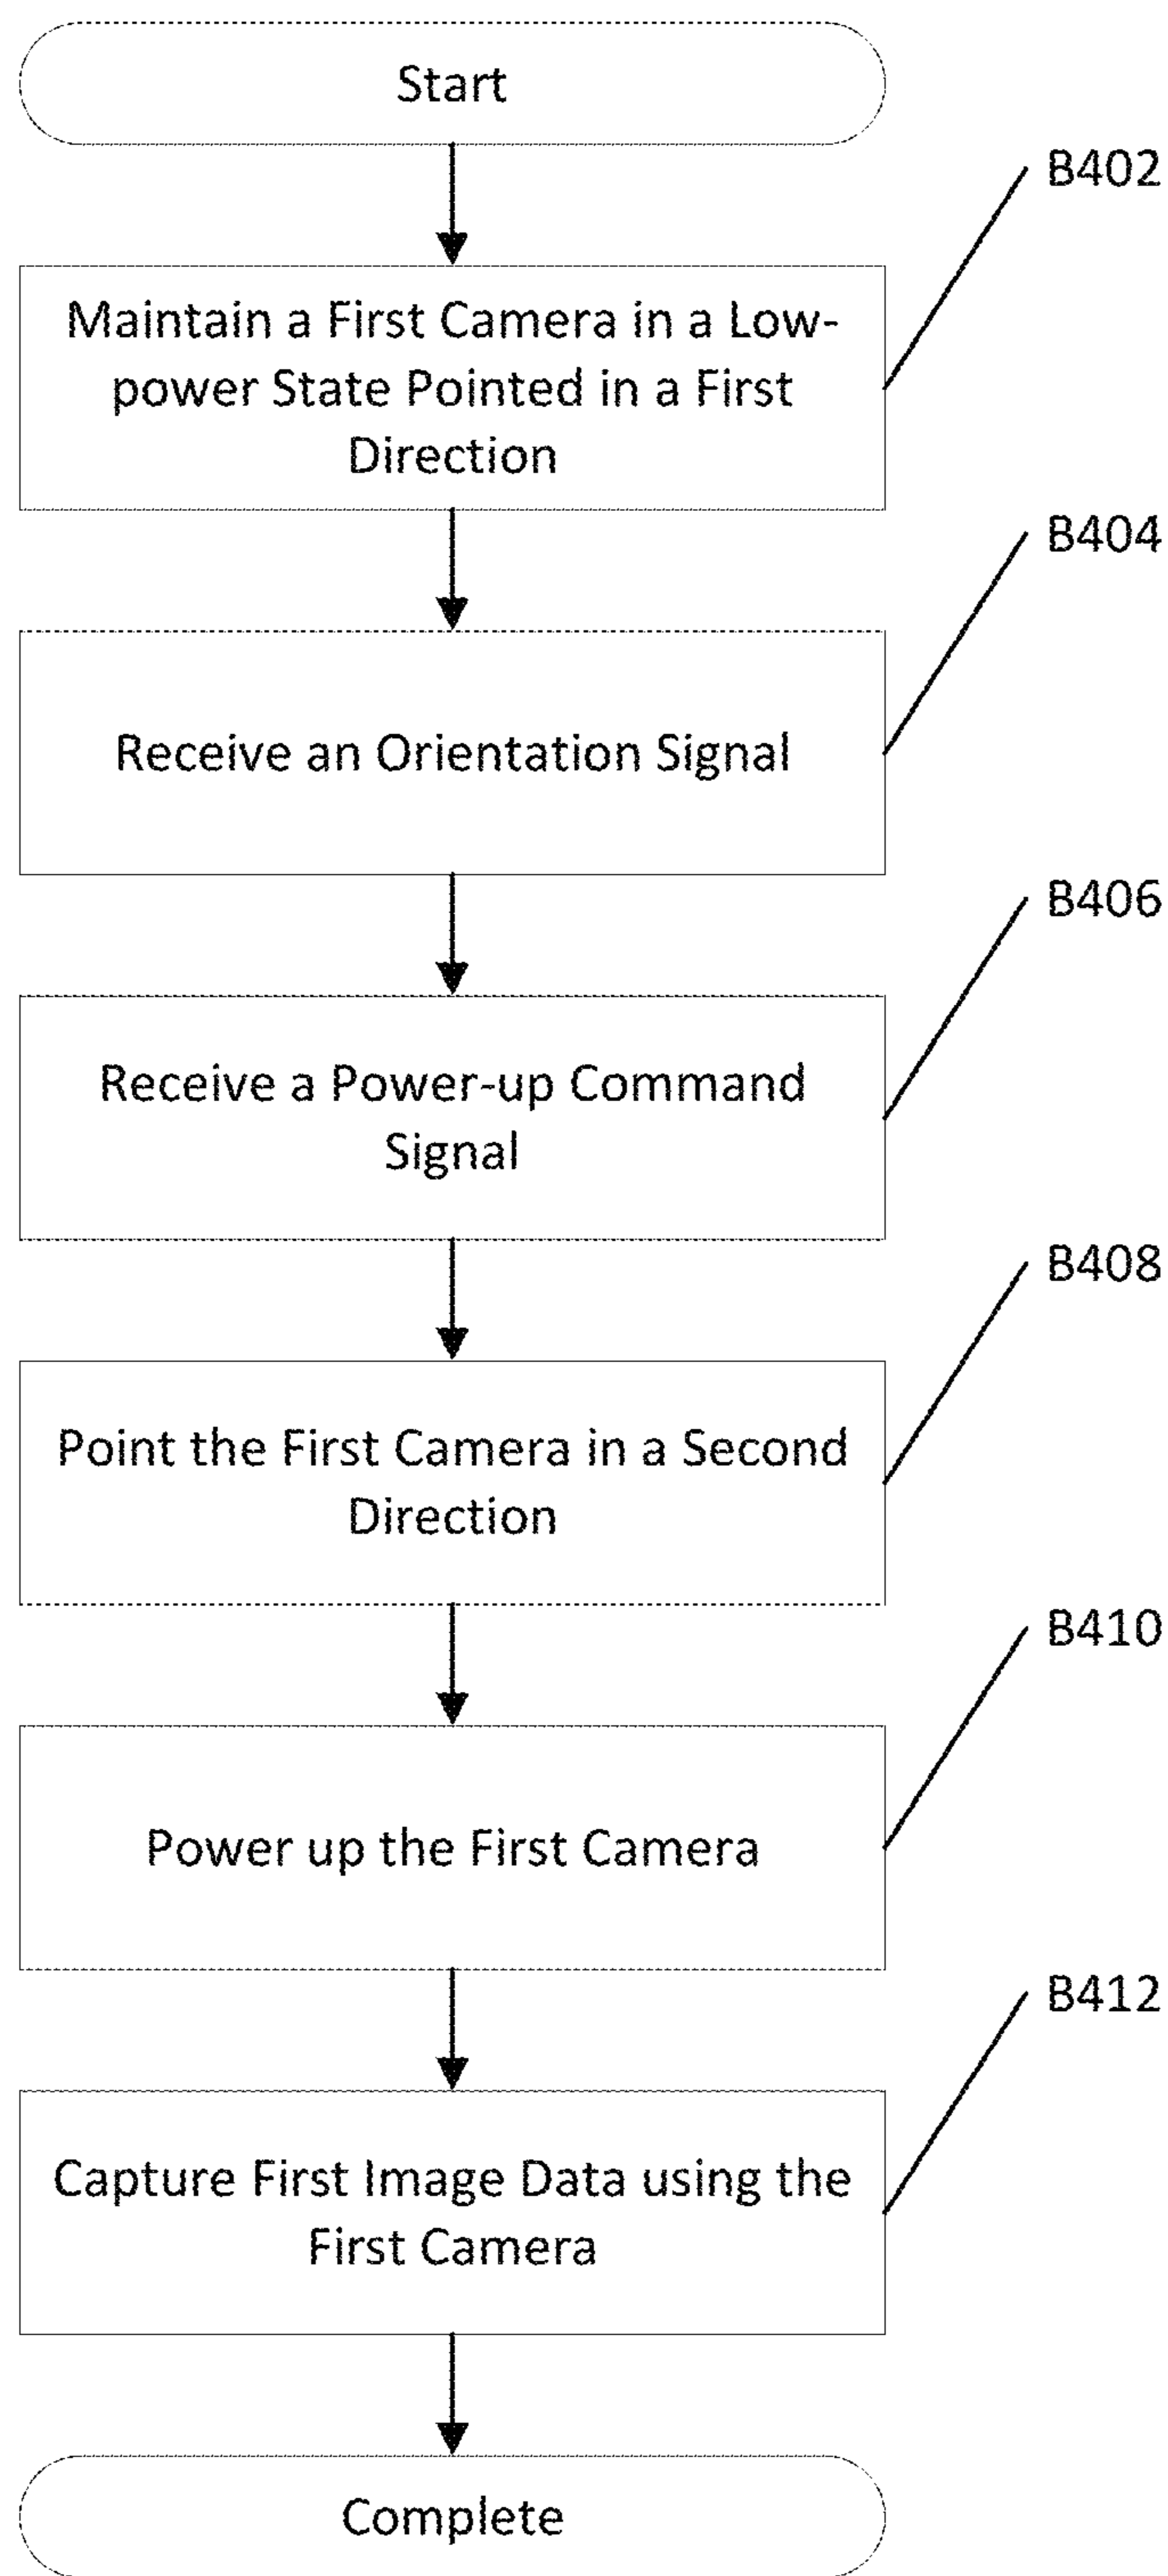 Start
B402
Maintain a First Camera in a Low-
power State Pointed in a First
Direction
B404
Receive an Orientation Signal
B406
Receive a Power-up Command
Signal
B408
Point the First Camera in a Second
Direction
B410
Power up the First Camera
B412
Capture First Image Data using the
First Camera
Complete